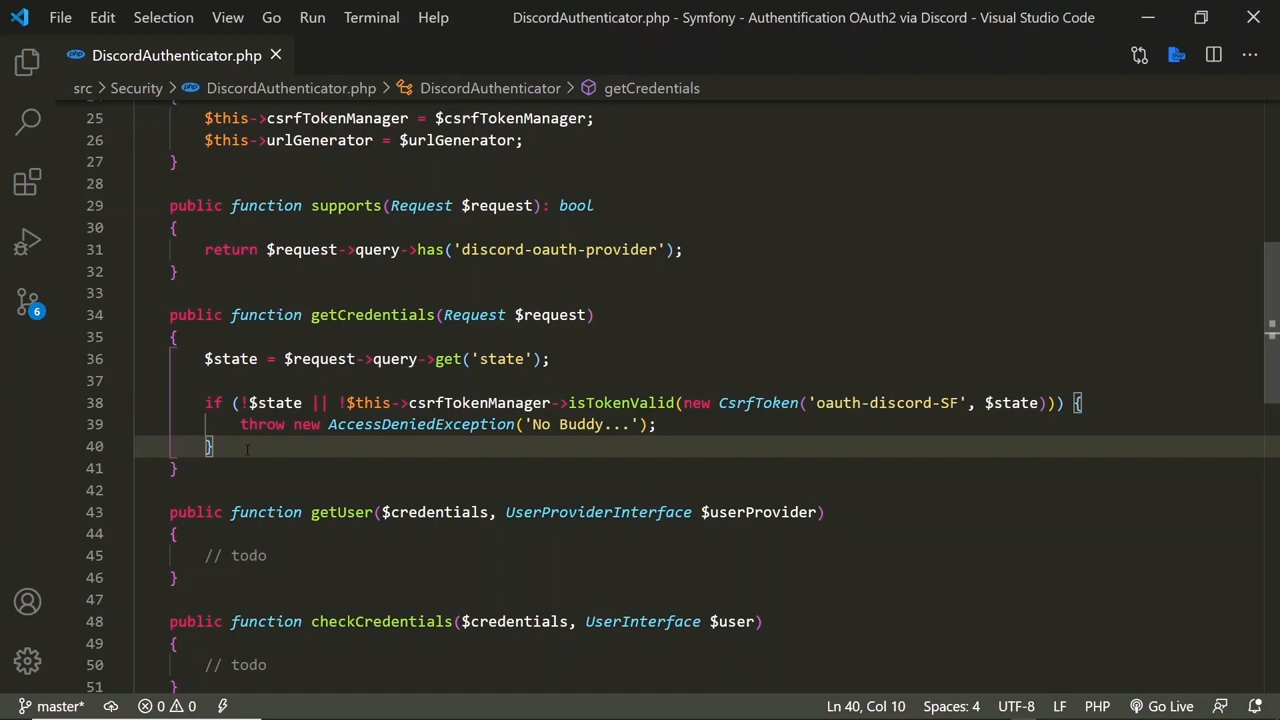 File Edit Selection View Go Run Terminal Help DiscordAuthenticator.php - Symfony - Authentification OAuth2 via Discord - Visual Studio Code
php DiscordAuthenticator.php
src > Security > php DiscordAuthenticator.php > DiscordAuthenticator > getCredentials
25 $this->csrfTokenManager = $csrfTokenManager;
26 $this->urlGenerator = $urlGenerator;
27 }
28
29 public function supports(Request $request): bool
30 {
31 return $request->query->has('discord-oauth-provider');
32 }
33
34 public function getCredentials(Request $request)
35 {
36 $state = $request->query->get('state');
37
38 if (!$state || !$this->csrfTokenManager->isTokenValid(new CsrfToken('oauth-discord-SF', $state))) {
39 throw new AccessDeniedException('No Buddy...');
40 }
41 }
42
43 public function getUser($credentials, UserProviderInterface $userProvider)
44 {
45 // todo
46 }
47
48 public function checkCredentials($credentials, UserInterface $user)
49 {
50 // todo
51 }
6
master* 0 0 Ln 40, Col 10 Spaces: 4 UTF-8 LF PHP Go Live